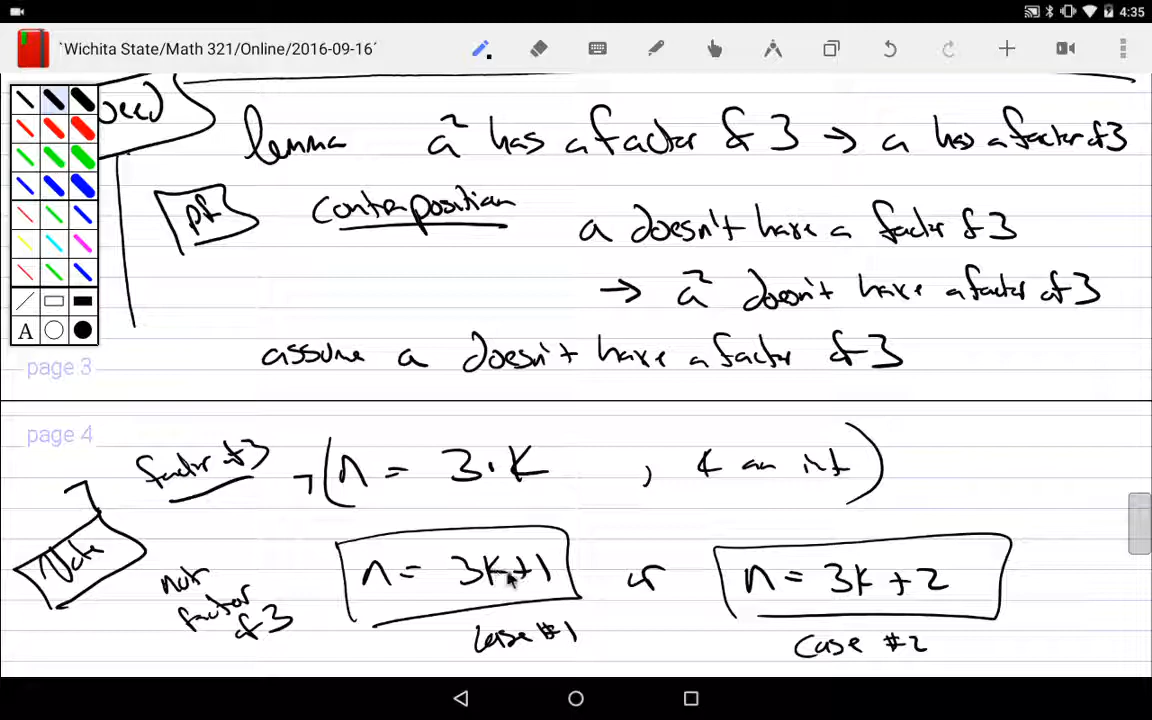 4:35
`Wichita State/Math 321/Online/2016-09-16´
lemma a² has a factor of 3 → a has a factor of 3
pf contraposition a doesn't have a factor of 3
→ a² doesn't have a factor of 3
A
assume a doesn't have a factor of 3
page 3
page 4
factor of 3 ¬(n = 3·K , K an int)
Note
not factor of 3
n = 3K+1 or n = 3K+2
Case #1 Case #2